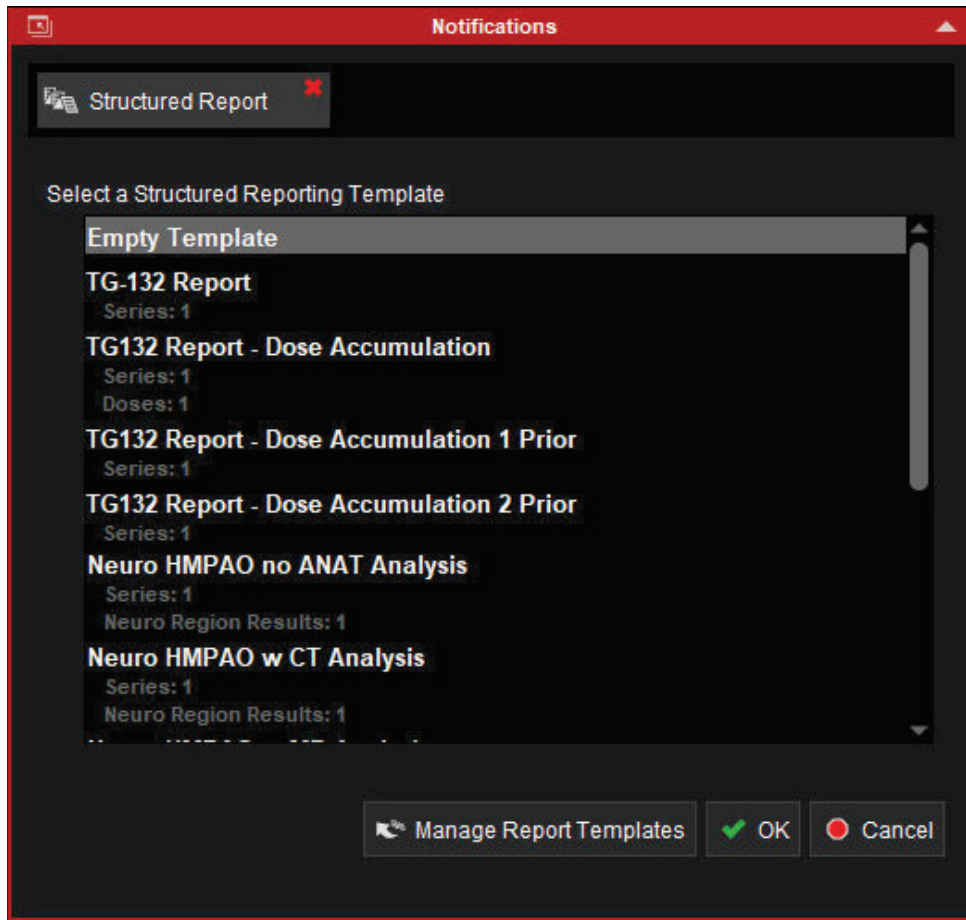 Notifications
Structured Report
Select a Structured Reporting Template
Empty Template
TG-132 Report
Series: 1
TG132 Report - Dose Accumulation
Series: 1
Doses: 1
TG132 Report - Dose Accumulation 1 Prior
Series: 1
TG132 Report - Dose Accumulation 2 Prior
Series: 1
Neuro HMPAO no ANAT Analysis
Series: 1
Neuro Region Results: 1
Neuro HMPAO w CT Analysis
Series: 1
Neuro Region Results: 1
Manage Report Templates OK Cancel